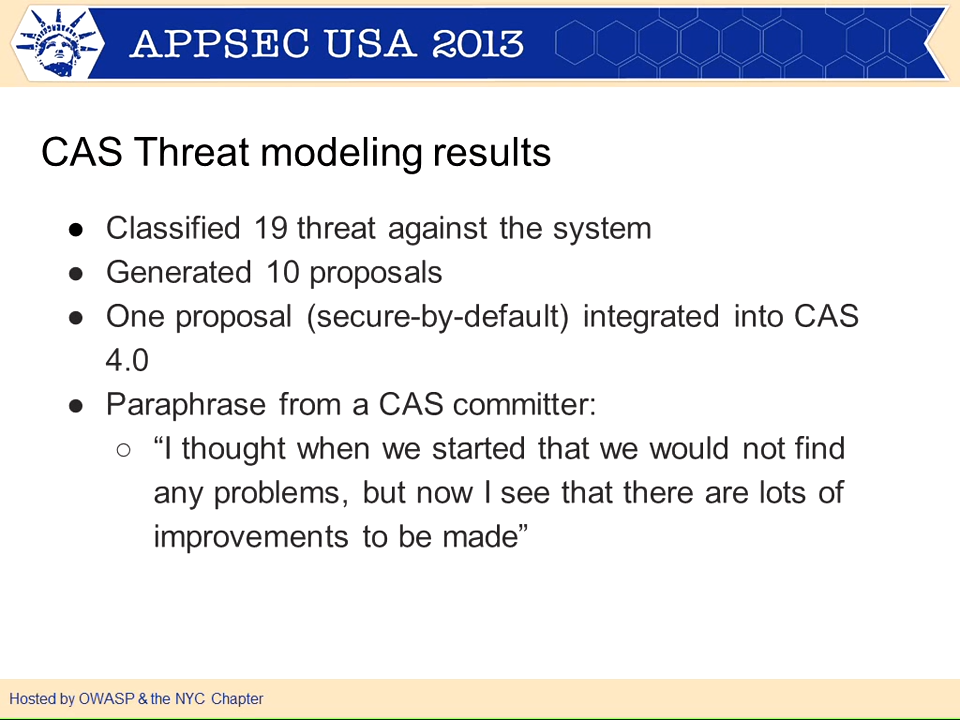 APPSEC USA 2013
CAS Threat modeling results
● Classified 19 threat against the system
● Generated 10 proposals
● One proposal (secure-by-default) integrated into CAS
4.0
● Paraphrase from a CAS committer:
○ “I thought when we started that we would not find
any problems, but now I see that there are lots of
improvements to be made”
Hosted by OWASP & the NYC Chapter